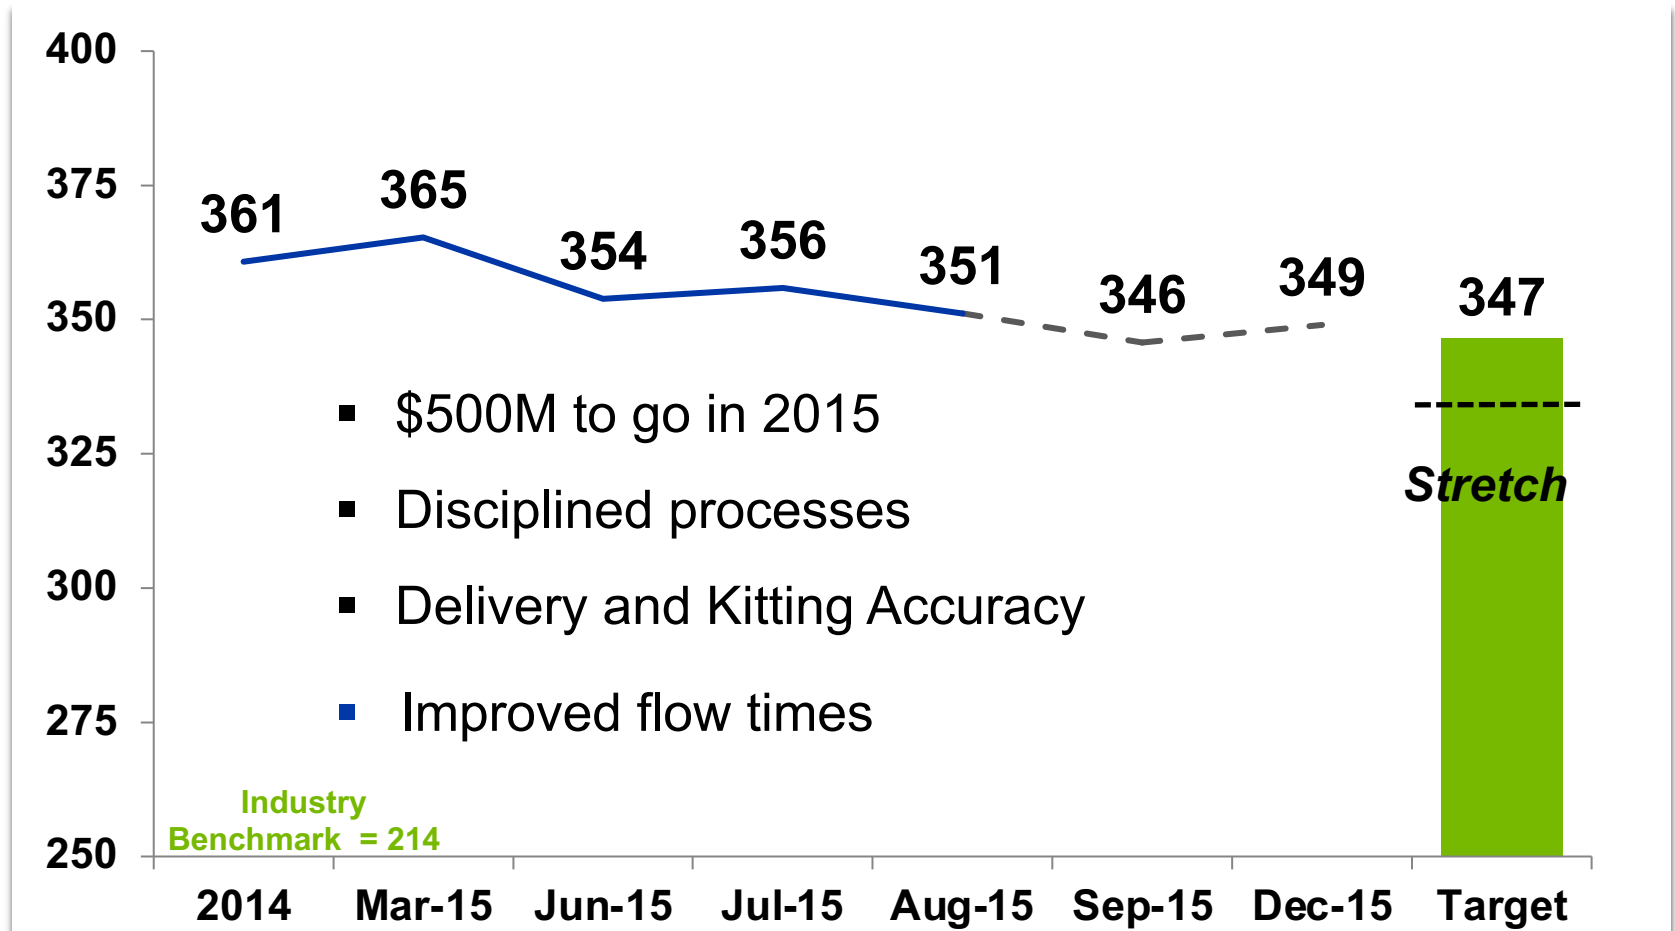 400
375
350
325
300
275
250
361
365
354
356
351
346
349
347
Stretch
▪ $500M to go in 2015
▪ Disciplined processes
▪ Delivery and Kitting Accuracy
▪ Improved flow times
Industry
Benchmark = 214
2014 Mar-15 Jun-15 Jul-15 Aug-15 Sep-15 Dec-15 Target